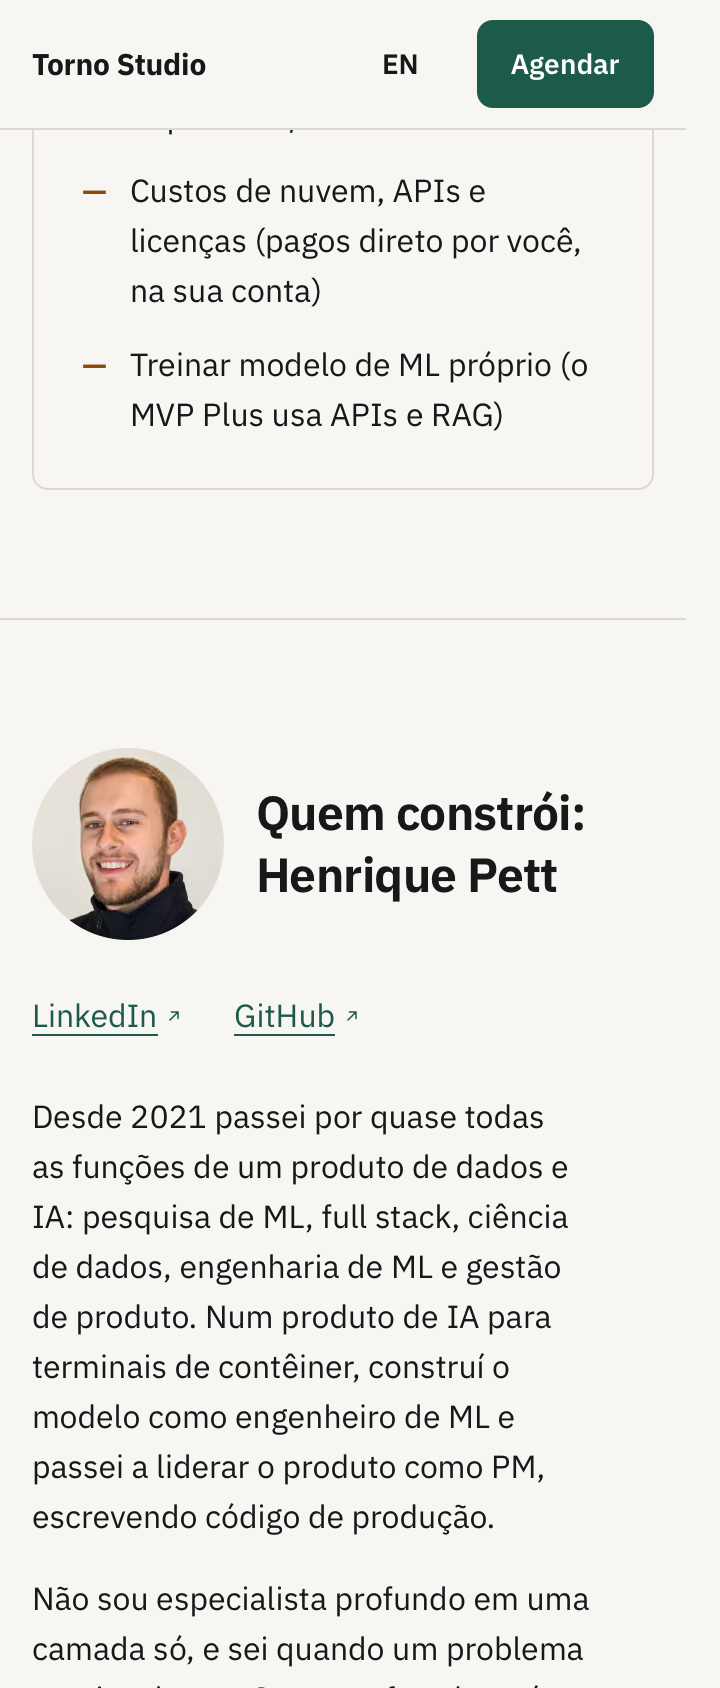 Torno Studio
EN
Agendar
— Custos de nuvem, APIs e
licenças (pagos direto por você,
na sua conta)
— Treinar modelo de ML próprio (o
MVP Plus usa APIs e RAG)
Quem constrói:
Henrique Pett
LinkedIn ↗
GitHub ↗
Desde 2021 passei por quase todas
as funções de um produto de dados e
IA: pesquisa de ML, full stack, ciência
de dados, engenharia de ML e gestão
de produto. Num produto de IA para
terminais de contêiner, construí o
modelo como engenheiro de ML e
passei a liderar o produto como PM,
escrevendo código de produção.
Não sou especialista profundo em uma
camada só, e sei quando um problema